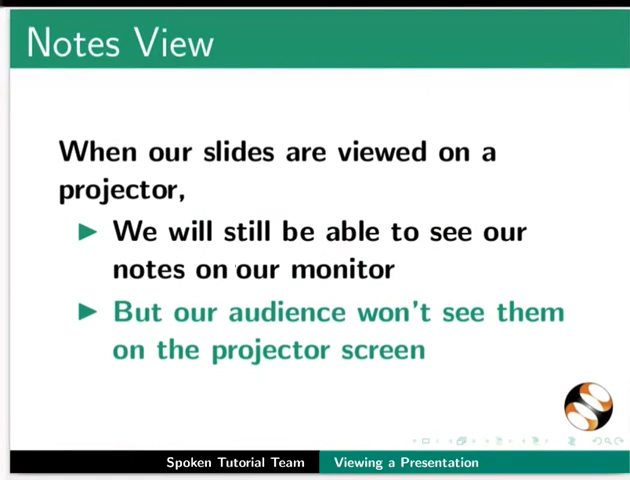 Notes View
When our slides are viewed on a
projector,
We will still be able to see our
notes on our monitor
But our audience won't see them
on the projector screen
Spoken Tutorial Team
Viewing a Presentation